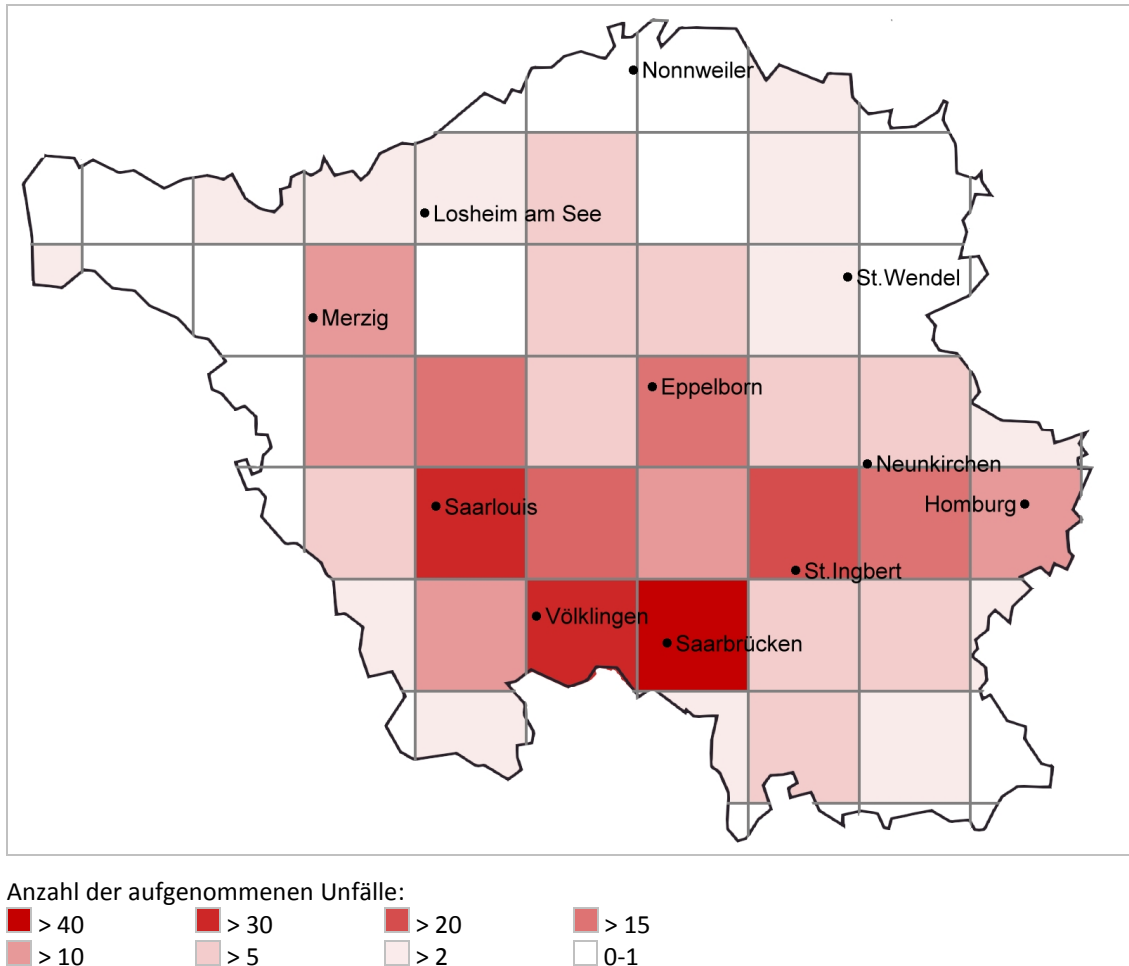 Nonnweiler
Losheim am See
St.Wendel
Merzig
Eppelborn
Neunkirchen
Homburg
Saarlouis
St.Ingbert
Völklingen
Saarbrücken
Anzahl der aufgenommenen Unfälle:
> 40 > 30 > 20 > 15
> 10 > 5 > 2 0-1